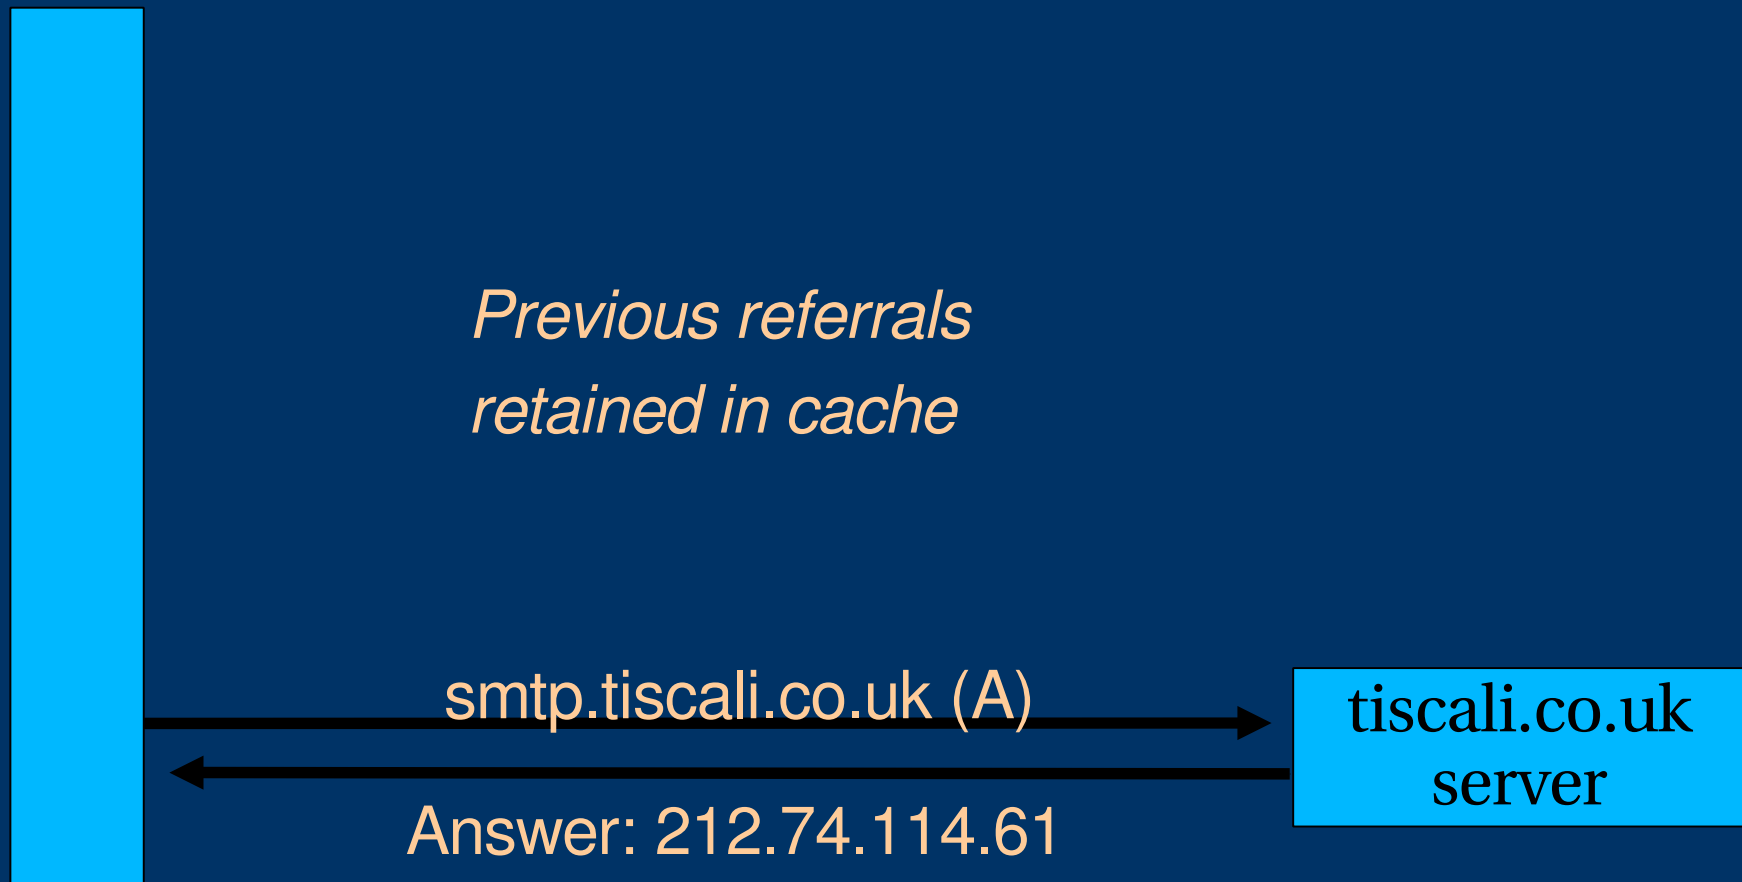 Previous referrals
retained in cache
smtp.tiscali.co.uk (A)
tiscali.co.uk
server
Answer: 212.74.114.61